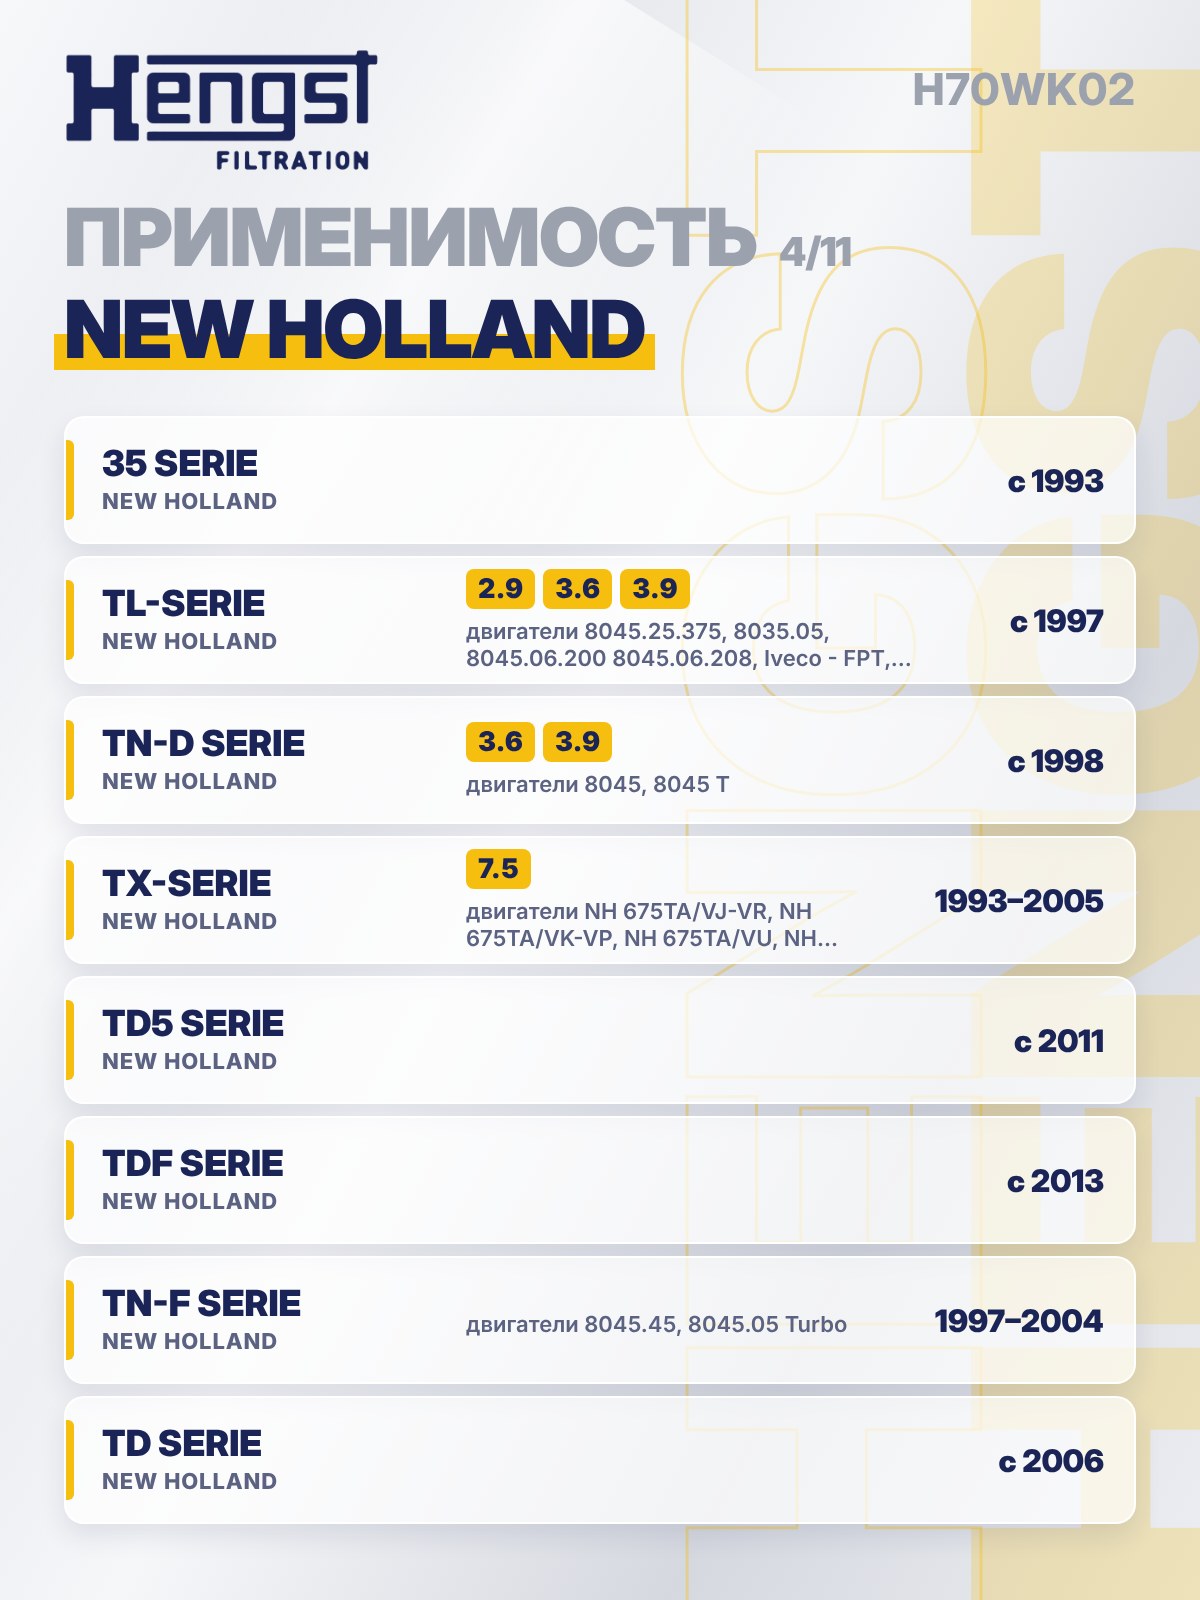 Hengst
FILTRATION
H70WK02
ПРИМЕНИМОСТЬ 4/11
NEW HOLLAND
35 SERIE
NEW HOLLAND
с 1993
TL-SERIE
NEW HOLLAND
2.9 3.6 3.9
двигатели 8045.25.375, 8035.05,
8045.06.200 8045.06.208, Iveco - FPT,...
с 1997
TN-D SERIE
NEW HOLLAND
3.6 3.9
двигатели 8045, 8045 T
с 1998
TX-SERIE
NEW HOLLAND
7.5
двигатели NH 675TA/VJ-VR, NH
675TA/VK-VP, NH 675TA/VU, NH...
1993–2005
TD5 SERIE
NEW HOLLAND
с 2011
TDF SERIE
NEW HOLLAND
с 2013
TN-F SERIE
NEW HOLLAND
двигатели 8045.45, 8045.05 Turbo
1997–2004
TD SERIE
NEW HOLLAND
с 2006
HENGST
HENGST